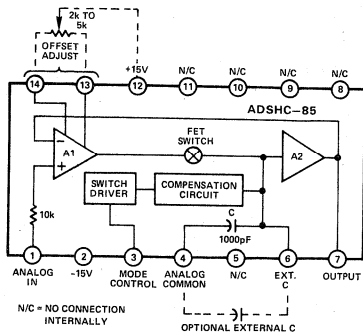 2k TO
5k
OFFSET
ADJUST
+15V N/C N/C N/C N/C
14 13 12 11 10 9 8
ADSHC-85
FET
SWITCH
− A1
+
A2
SWITCH
DRIVER
COMPENSATION
CIRCUIT
10k
C
1000pF
1 2 3 4 5 6 7
ANALOG
IN
-15V
MODE
CONTROL
ANALOG
COMMON
N/C
EXT.
C
OUTPUT
N/C = NO CONNECTION
INTERNALLY
OPTIONAL EXTERNAL C